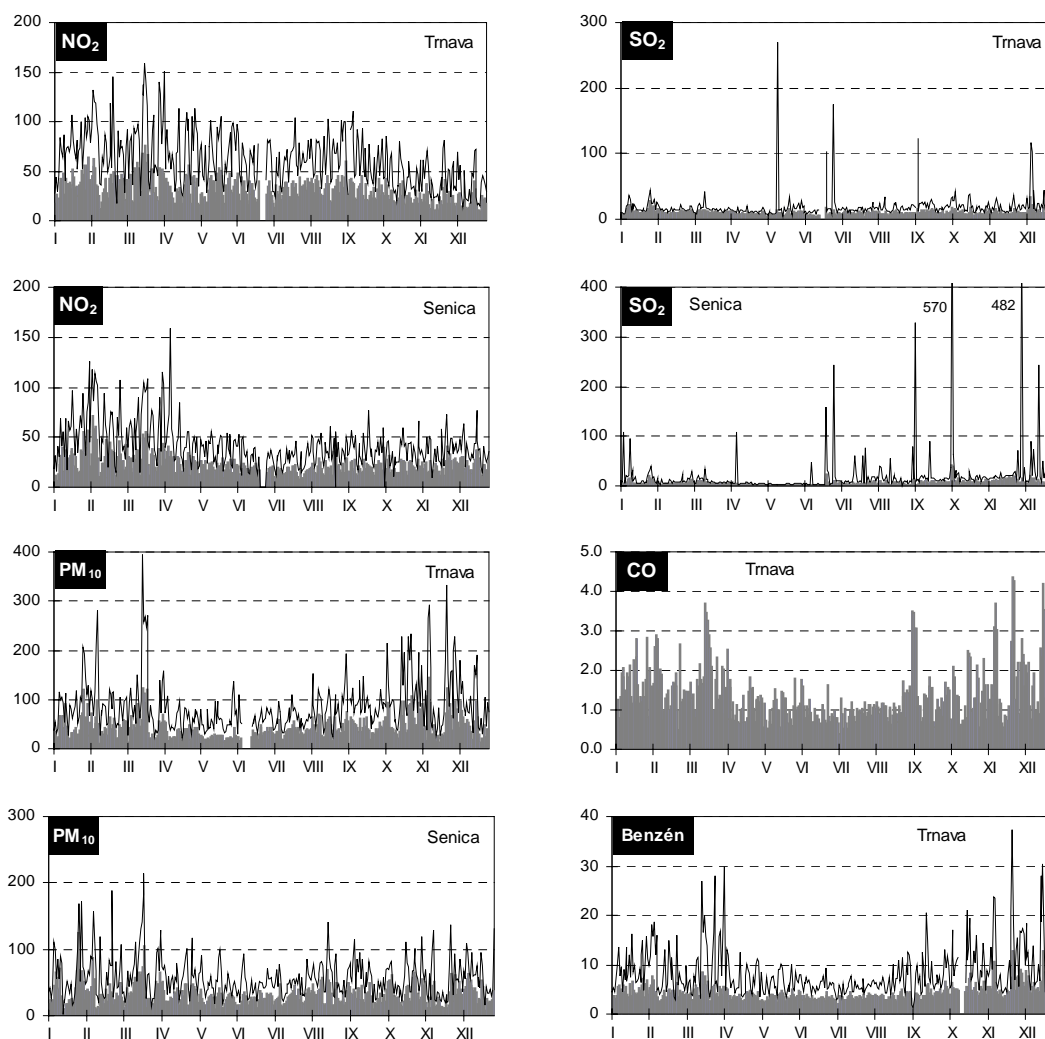 NO2 Trnava
200
150
100
50
0
I II III IV V VI VII VIII IX X XI XII
SO2 Trnava
300
200
100
0
I II III IV V VI VII VIII IX X XI XII
NO2 Senica
200
150
100
50
0
I II III IV V VI VII VIII IX X XI XII
SO2 Senica
570 482
400
300
200
100
0
I II III IV V VI VII VIII IX X XI XII
PM10 Trnava
400
300
200
100
0
I II III IV V VI VII VIII IX X XI XII
CO Trnava
5.0
4.0
3.0
2.0
1.0
0.0
I II III IV V VI VII VIII IX X XI XII
PM10 Senica
300
200
100
0
I II III IV V VI VII VIII IX X XI XII
Benzén Trnava
40
30
20
10
0
I II III IV V VI VII VIII IX X XI XII